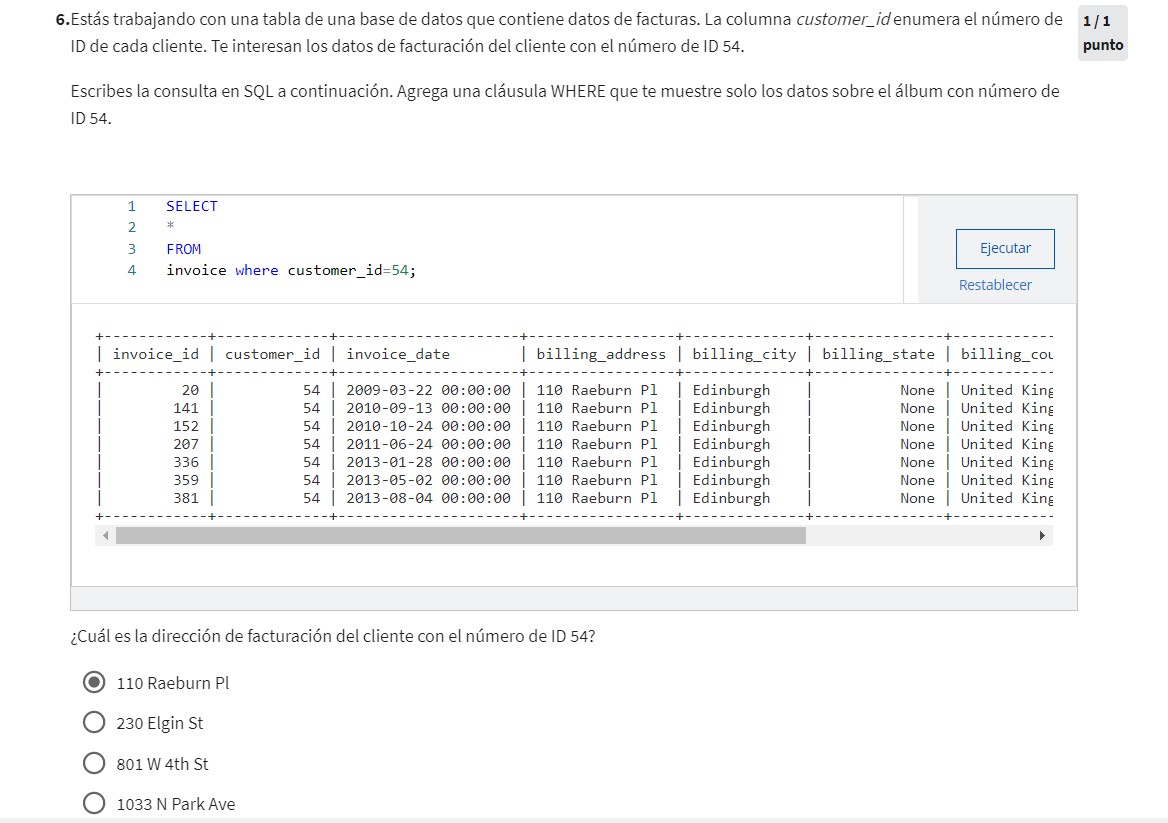 6. Estás trabajando con una tabla de una base de datos que contiene datos de facturas. La columna customer_id enumera el número de
ID de cada cliente. Te interesan los datos de facturación del cliente con el número de ID 54.
1 / 1
punto
Escribes la consulta en SQL a continuación. Agrega una cláusula WHERE que te muestre solo los datos sobre el álbum con número de
ID 54.
1 SELECT
2 *
3 FROM
4 invoice where customer_id=54;
Ejecutar
Restablecer
+------------+-------------+---------------------+-----------------+--------------+---------------+------------
| invoice_id | customer_id | invoice_date        | billing_address | billing_city | billing_state | billing_cou
+------------+-------------+---------------------+-----------------+--------------+---------------+------------
|         20 |          54 | 2009-03-22 00:00:00 | 110 Raeburn Pl  | Edinburgh    |          None | United King
|        141 |          54 | 2010-09-13 00:00:00 | 110 Raeburn Pl  | Edinburgh    |          None | United King
|        152 |          54 | 2010-10-24 00:00:00 | 110 Raeburn Pl  | Edinburgh    |          None | United King
|        207 |          54 | 2011-06-24 00:00:00 | 110 Raeburn Pl  | Edinburgh    |          None | United King
|        336 |          54 | 2013-01-28 00:00:00 | 110 Raeburn Pl  | Edinburgh    |          None | United King
|        359 |          54 | 2013-05-02 00:00:00 | 110 Raeburn Pl  | Edinburgh    |          None | United King
|        381 |          54 | 2013-08-04 00:00:00 | 110 Raeburn Pl  | Edinburgh    |          None | United King
+------------+-------------+---------------------+-----------------+--------------+---------------+------------
¿Cuál es la dirección de facturación del cliente con el número de ID 54?
110 Raeburn Pl
230 Elgin St
801 W 4th St
1033 N Park Ave